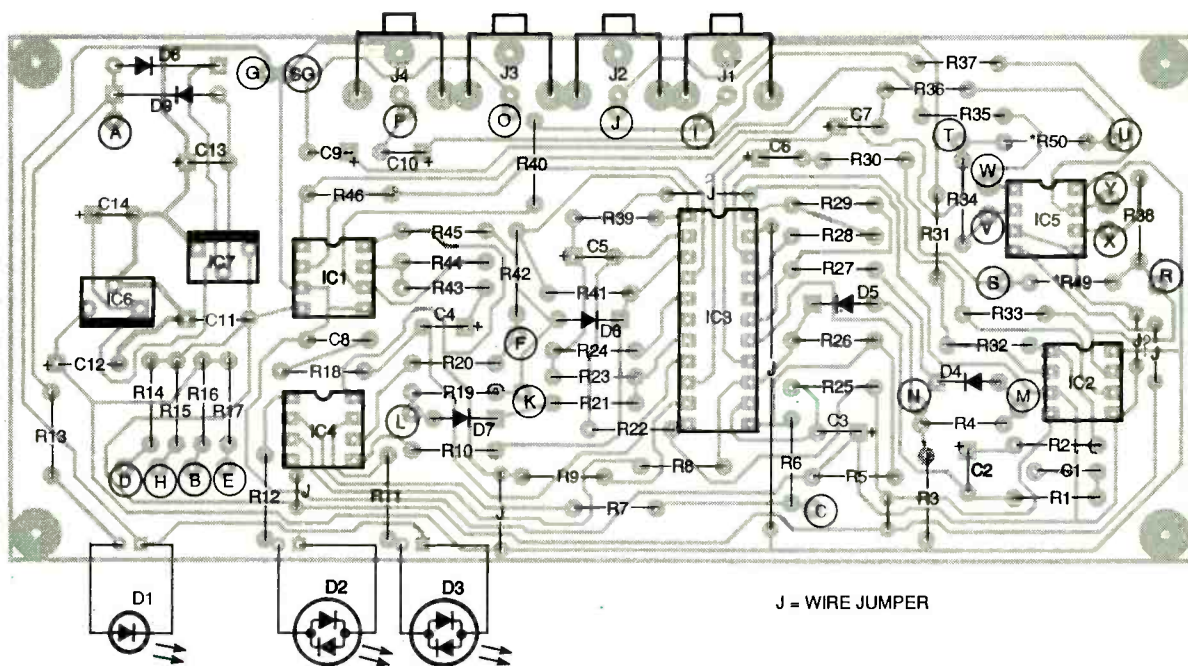 D8
G
SG
J4
J3
J2
J1
R37
D9
R36
A
P
O
J
I
C7
R35
T
*R50
U
C9
C10
C6
R30
C13
R40
W
R46
J
R29
R34
Y
C14
R39
IC5
R38
R45
R28
R31
V
X
IC7
IC1
R44
R42
C5
R27
IC6
R43
R41
B
*R49
R
IC3
D5
C11
C4
D6
R33
C8
F
R26
R32
J
J
C12
R20
R24
J
R18
D4
IC2
R14
R16
R23
R25
R15
R17
R19
K
N
M
R13
IC4
L
D7
R21
R22
C3
R4
R10
R6
R2
C2
D
H
B
E
R12
R11
R9
R8
R5
C1
J
R7
R3
R1
J
C
J
D1
D2
D3
J = WIRE JUMPER